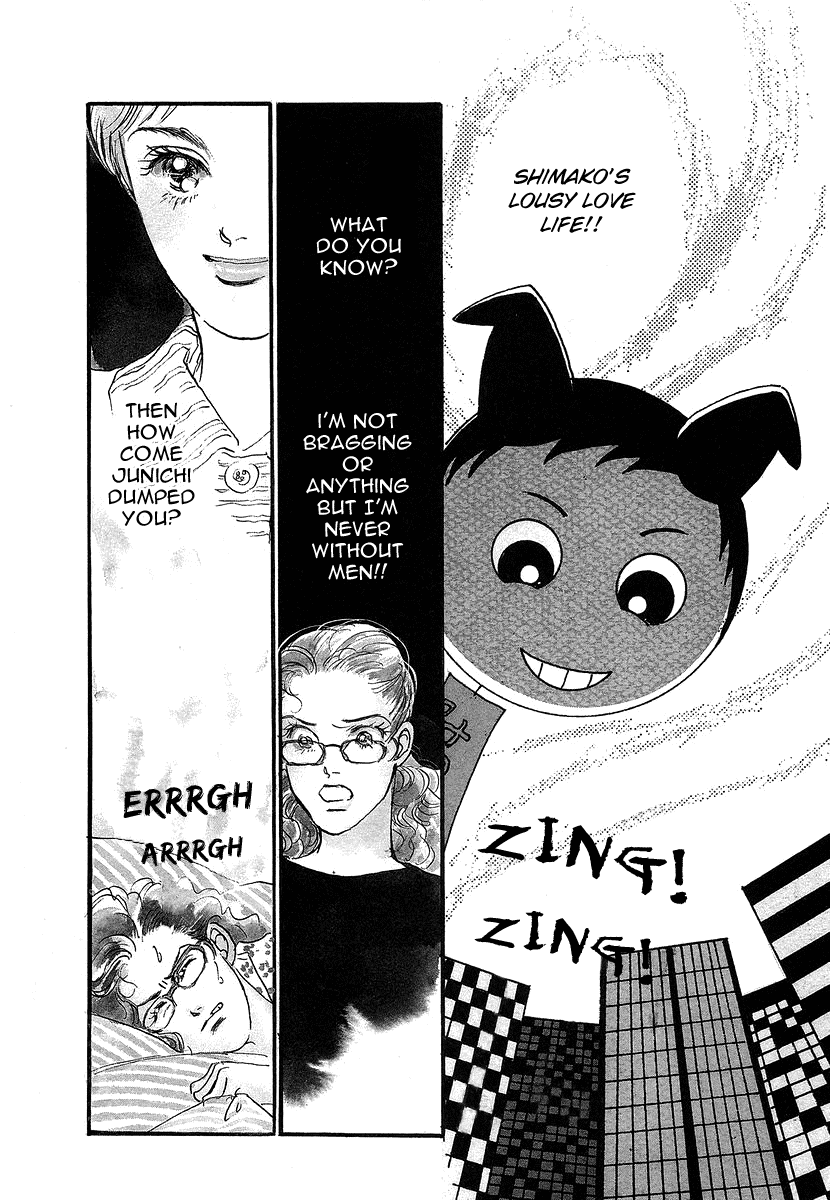 SHIMAKO'S
LOUSY LOVE
LIFE!!
ZING!
ZING!
WHAT
DO YOU
KNOW?
I'M NOT
BRAGGING
OR
ANYTHING
BUT I'M
NEVER
WITHOUT
MEN!!
THEN
HOW
COME
JUNICHI
DUMPED
YOU?
ERRRGH
ARRRGH